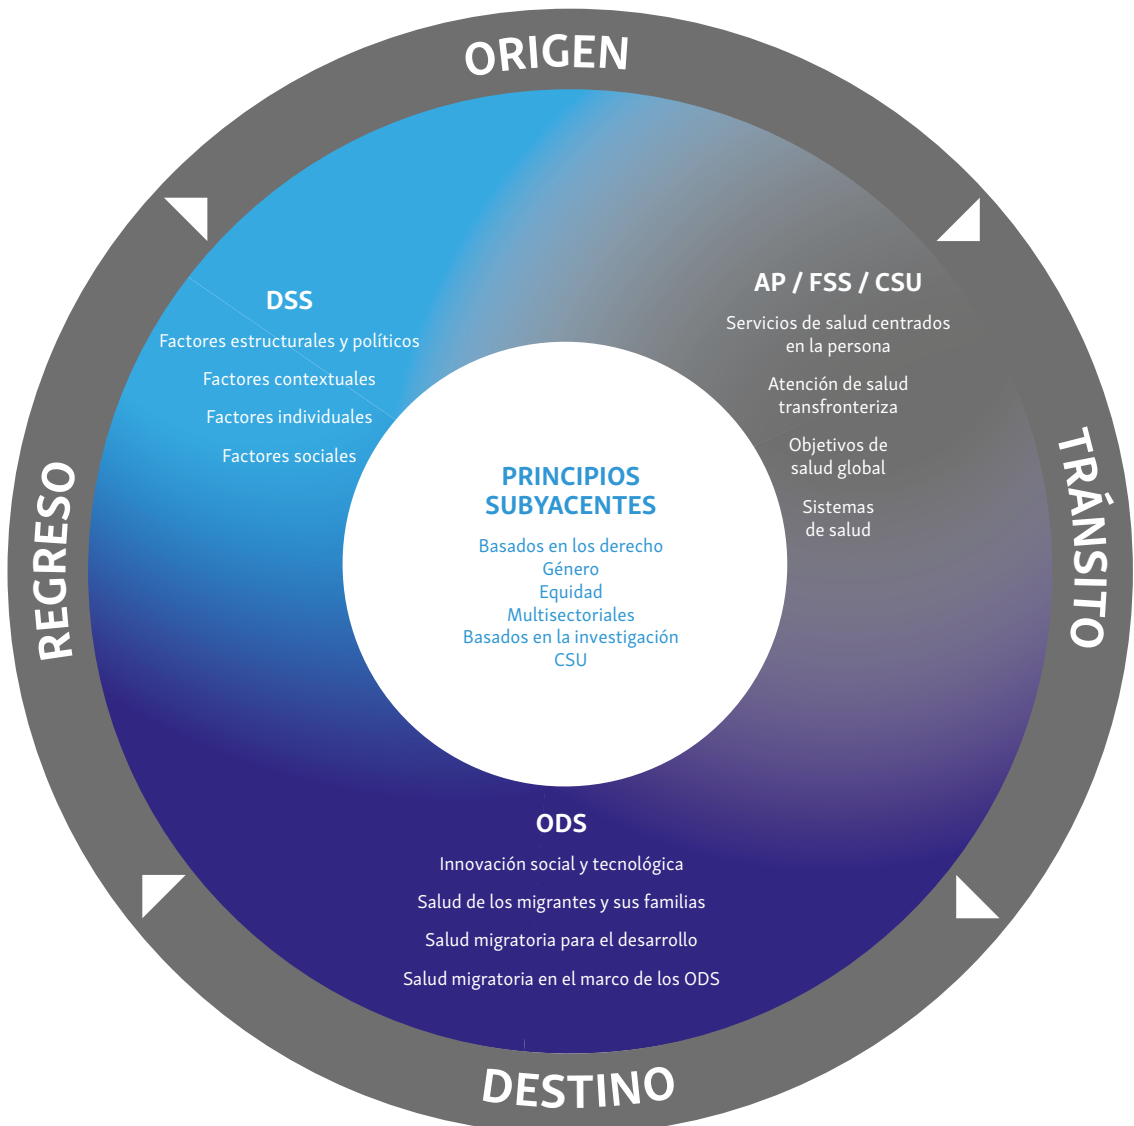 ORIGEN
DSS
Factores estructurales y políticos
Factores contextuales
Factores individuales
Factores sociales
AP / FSS / CSU
Servicios de salud centrados
en la persona
Atención de salud
transfronteriza
Objetivos de
salud global
Sistemas
de salud
TRÁNSITO
REGRESO
PRINCIPIOS
SUBYACENTES
Basados en los derecho
Género
Equidad
Multisectoriales
Basados en la investigación
CSU
ODS
Innovación social y tecnológica
Salud de los migrantes y sus familias
Salud migratoria para el desarrollo
Salud migratoria en el marco de los ODS
DESTINO